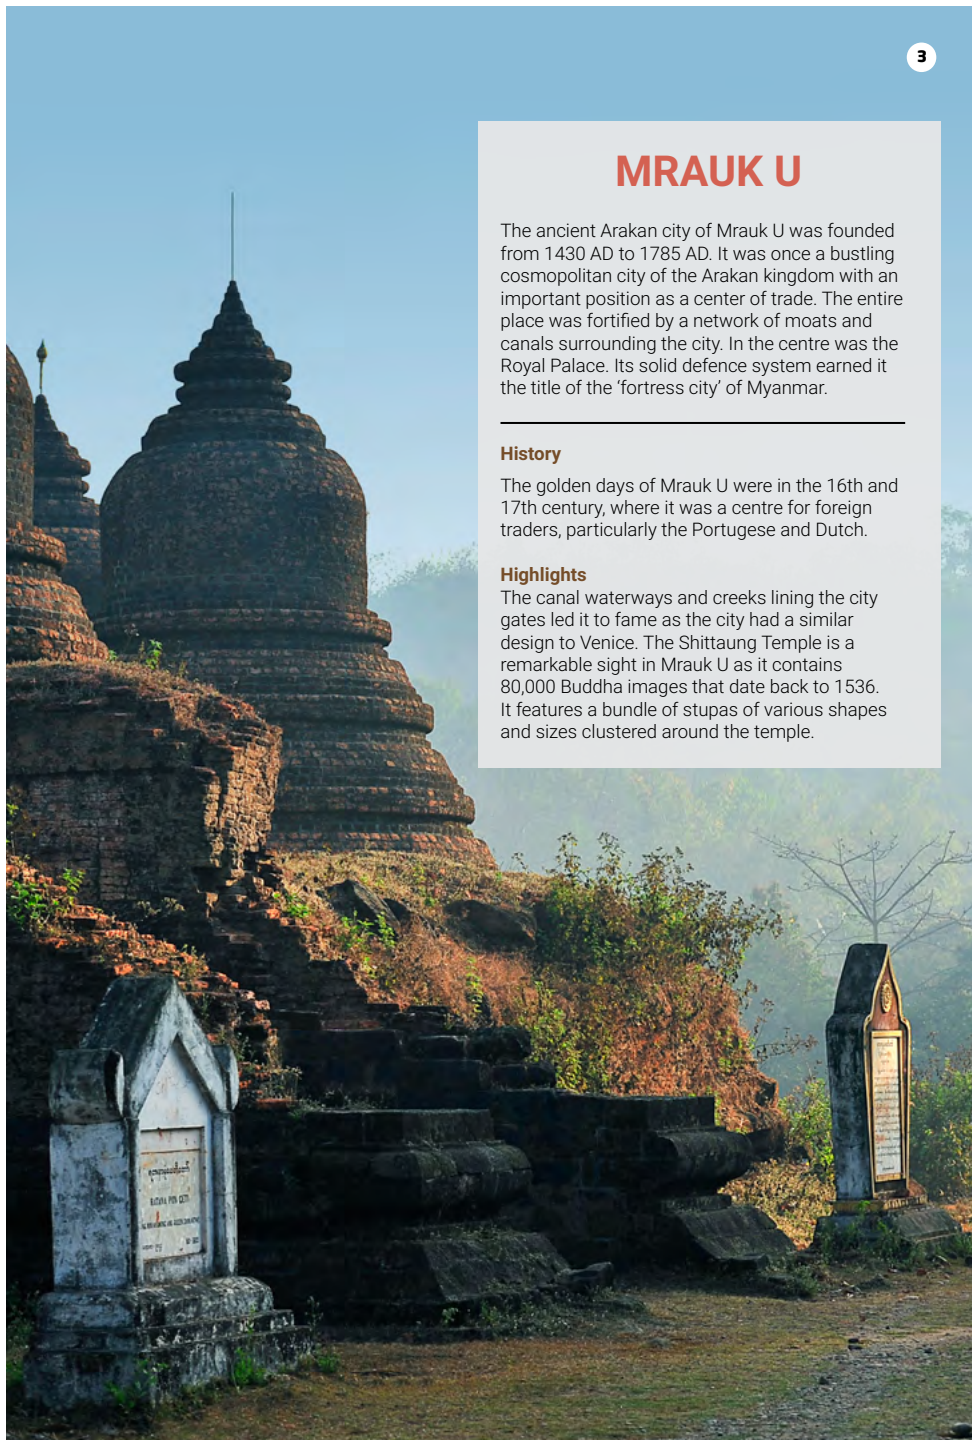 3
MRAUK U
The ancient Arakan city of Mrauk U was founded
from 1430 AD to 1785 AD. It was once a bustling
cosmopolitan city of the Arakan kingdom with an
important position as a center of trade. The entire
place was fortified by a network of moats and
canals surrounding the city. In the centre was the
Royal Palace. Its solid defence system earned it
the title of the ‘fortress city’ of Myanmar.
History
The golden days of Mrauk U were in the 16th and
17th century, where it was a centre for foreign
traders, particularly the Portugese and Dutch.
Highlights
The canal waterways and creeks lining the city
gates led it to fame as the city had a similar
design to Venice. The Shittaung Temple is a
remarkable sight in Mrauk U as it contains
80,000 Buddha images that date back to 1536.
It features a bundle of stupas of various shapes
and sizes clustered around the temple.
RATANA